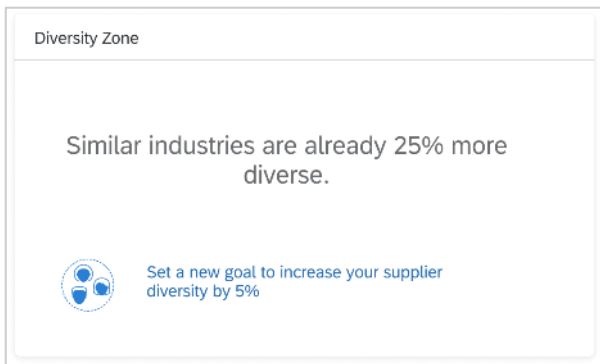 Diversity Zone
Similar industries are already 25% more
diverse.
Set a new goal to increase your supplier
diversity by 5%